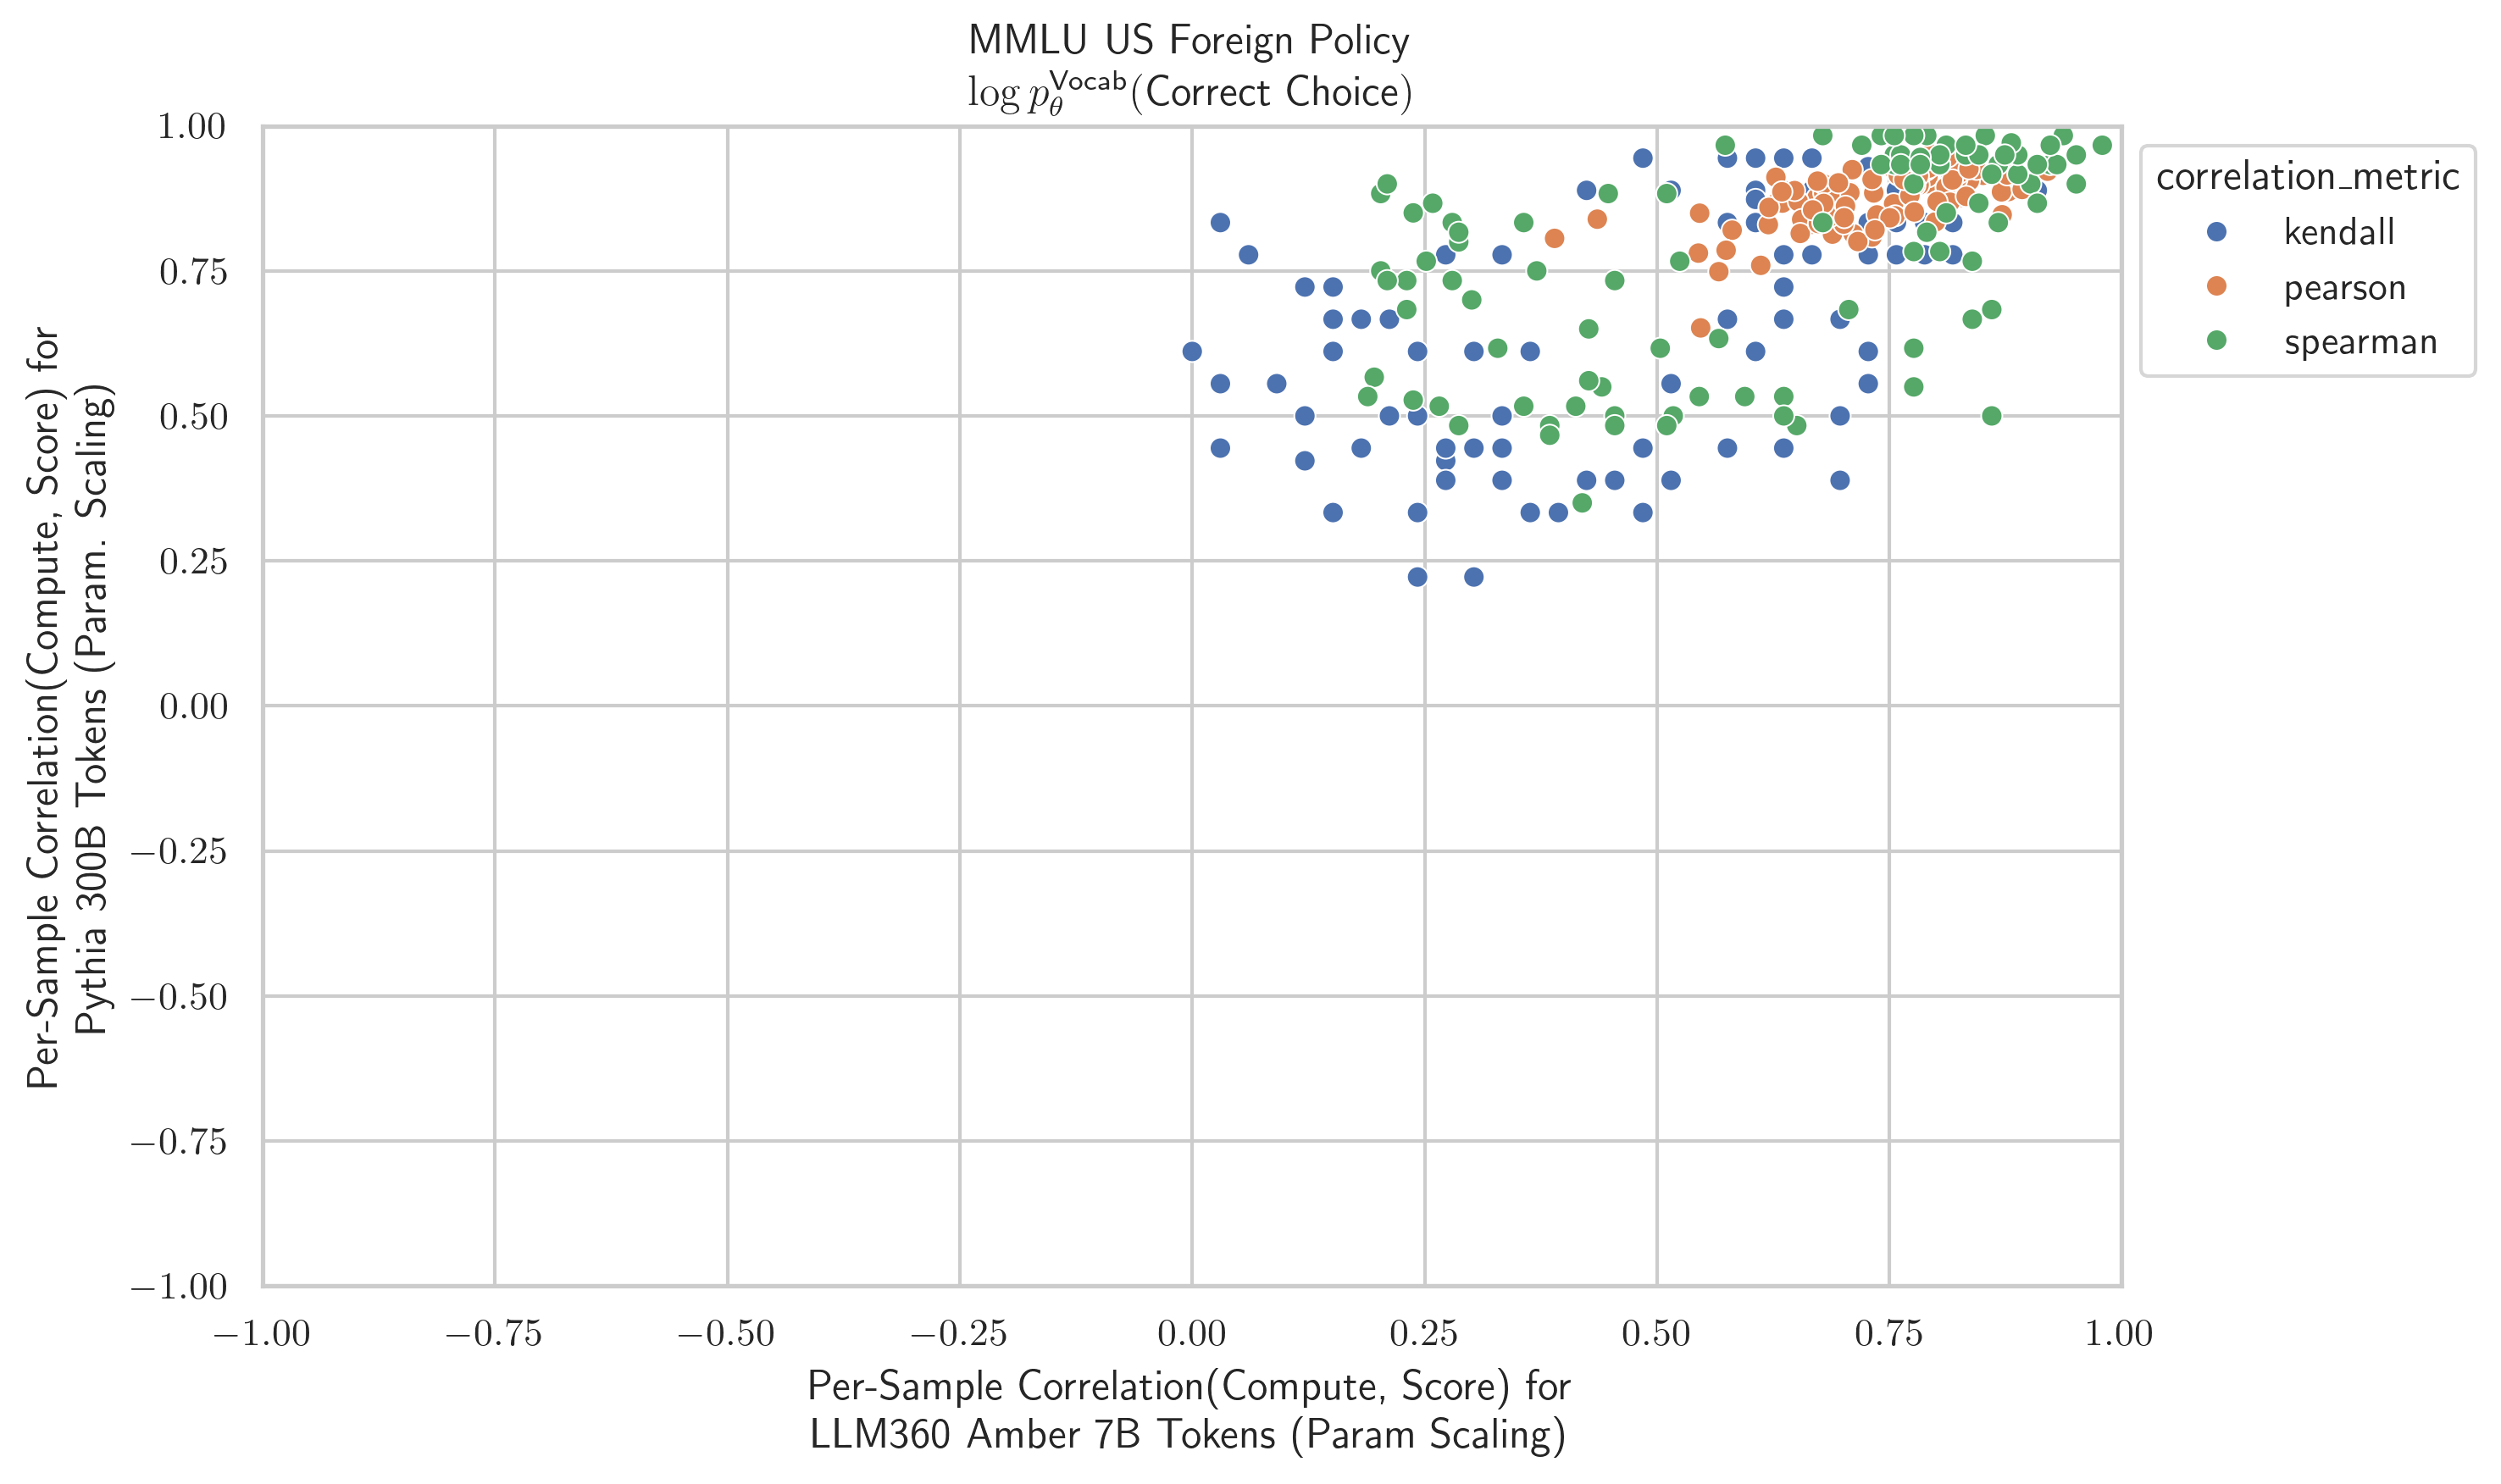 MMLU US Foreign Policy
log p_θ^Vocab(Correct Choice)
1.00
0.75
0.50
0.25
0.00
−0.25
−0.50
−0.75
−1.00
Per-Sample Correlation(Compute, Score) for
Pythia 300B Tokens (Param. Scaling)
correlation_metric
kendall
pearson
spearman
−1.00 −0.75 −0.50 −0.25 0.00 0.25 0.50 0.75 1.00
Per-Sample Correlation(Compute, Score) for
LLM360 Amber 7B Tokens (Param Scaling)